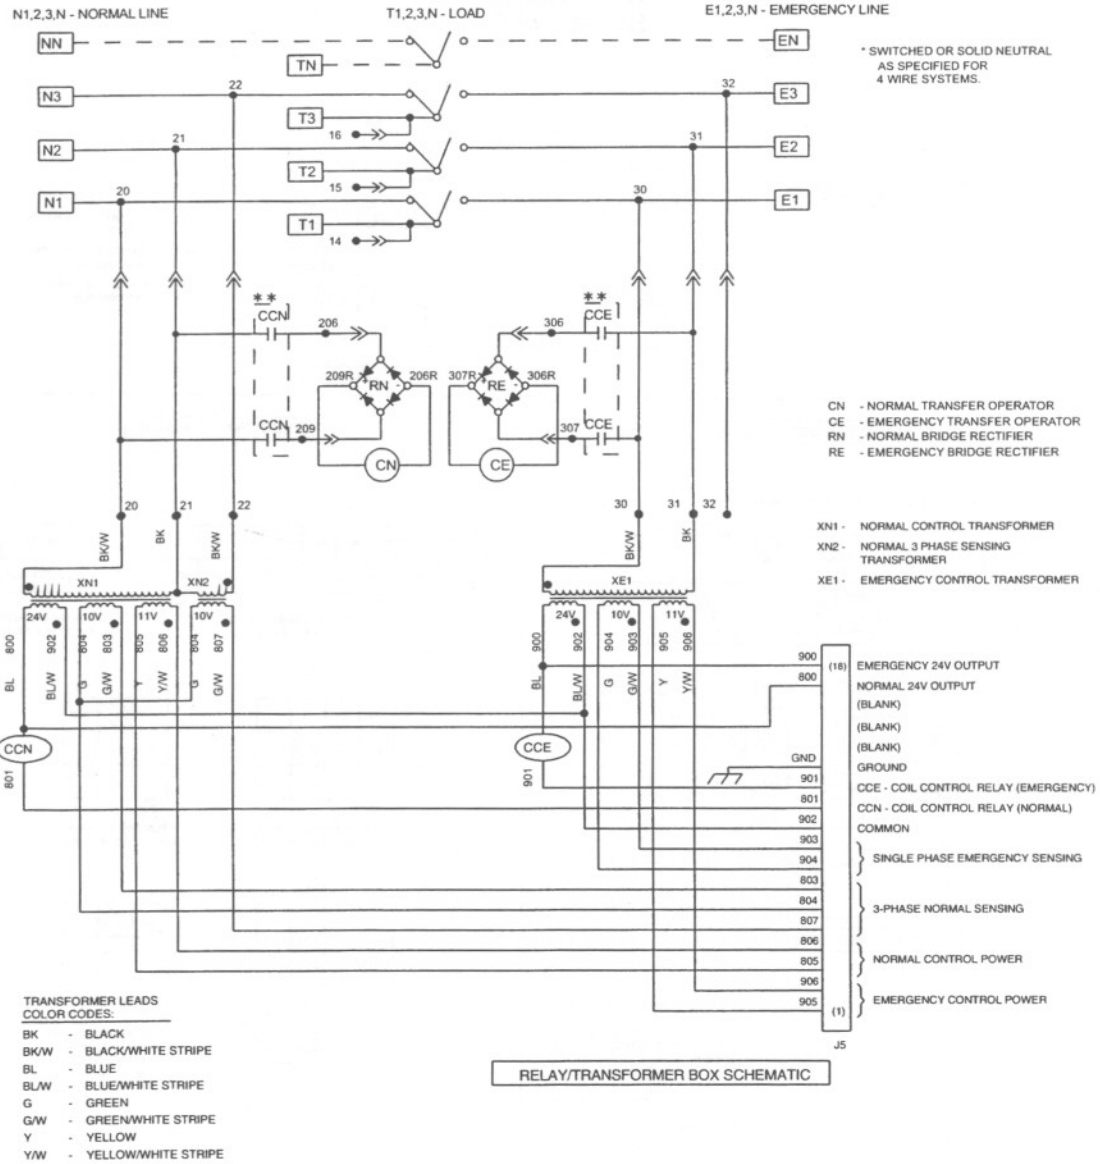 N1,2,3,N - NORMAL LINE
T1,2,3,N - LOAD
E1,2,3,N - EMERGENCY LINE
NN
EN
TN
* SWITCHED OR SOLID NEUTRAL
AS SPECIFIED FOR
4 WIRE SYSTEMS.
N3
22
32
E3
T3
16
N2
21
31
E2
T2
15
N1
20
30
E1
T1
14
* *
CCN
206
306
* *
CCE
209R
+ RN -
206R
307R
+ RE -
306R
CCN
209
307
CCE
CN
CE
CN - NORMAL TRANSFER OPERATOR
CE - EMERGENCY TRANSFER OPERATOR
RN - NORMAL BRIDGE RECTIFIER
RE - EMERGENCY BRIDGE RECTIFIER
20
21
22
30
31
32
BK/W
BK
BK/W
BK/W
BK
XN1 - NORMAL CONTROL TRANSFORMER
XN2 - NORMAL 3 PHASE SENSING
TRANSFORMER
XE1 - EMERGENCY CONTROL TRANSFORMER
XN1
XN2
XE1
24V
10V
11V
10V
24V
10V
11V
800
902
804
803
805
806
804
807
900
902
904
903
905
906
BL
BL/W
G
G/W
Y
Y/W
G
G/W
BL
BL/W
G
G/W
Y
Y/W
900
(18)
EMERGENCY 24V OUTPUT
800
NORMAL 24V OUTPUT
(BLANK)
(BLANK)
(BLANK)
CCN
801
CCE
901
GND
GROUND
901
CCE - COIL CONTROL RELAY (EMERGENCY)
801
CCN - COIL CONTROL RELAY (NORMAL)
902
COMMON
903
904
SINGLE PHASE EMERGENCY SENSING
803
804
807
3-PHASE NORMAL SENSING
806
805
NORMAL CONTROL POWER
906
905
(1)
EMERGENCY CONTROL POWER
J5
TRANSFORMER LEADS
COLOR CODES:
BK - BLACK
BK/W - BLACK/WHITE STRIPE
BL - BLUE
BL/W - BLUE/WHITE STRIPE
G - GREEN
G/W - GREEN/WHITE STRIPE
Y - YELLOW
Y/W - YELLOW/WHITE STRIPE
RELAY/TRANSFORMER BOX SCHEMATIC